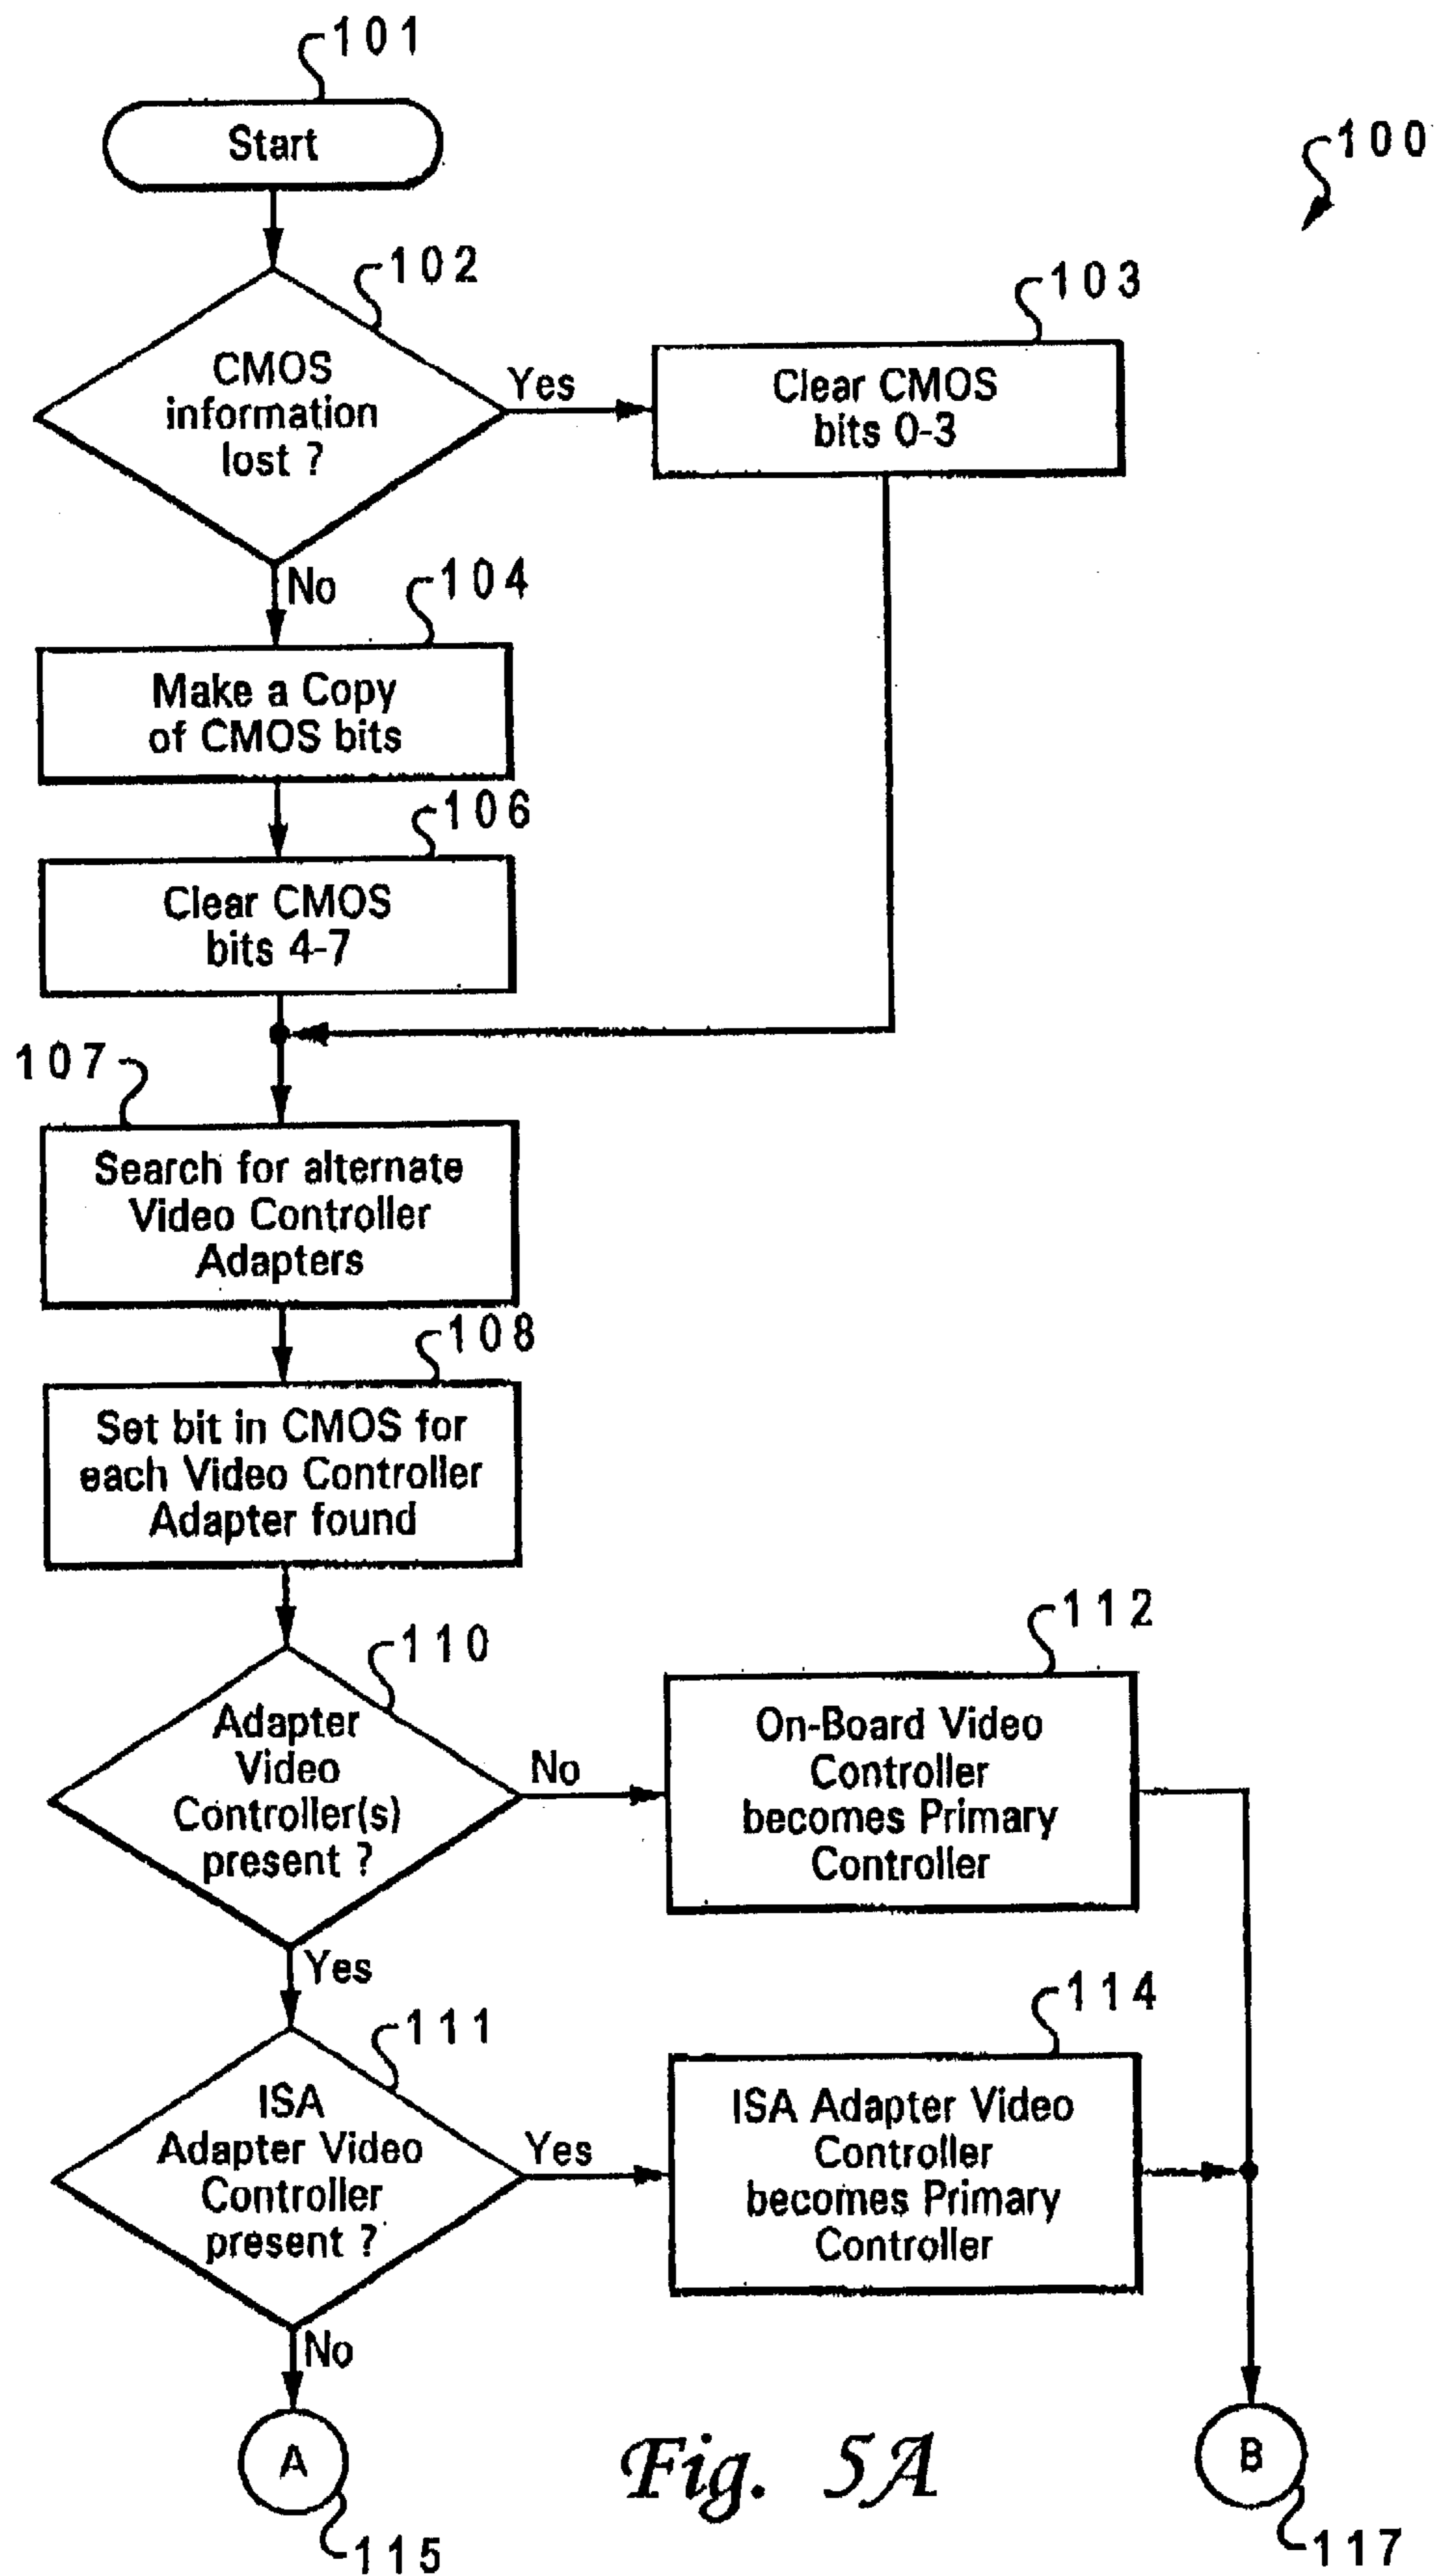 101
Start
100
102
CMOS
information
lost ?
Yes
103
Clear CMOS
bits 0-3
No
104
Make a Copy
of CMOS bits
106
Clear CMOS
bits 4-7
107
Search for alternate
Video Controller
Adapters
108
Set bit in CMOS for
each Video Controller
Adapter found
110
Adapter
Video
Controller(s)
present ?
No
112
On-Board Video
Controller
becomes Primary
Controller
Yes
111
ISA
Adapter Video
Controller
present ?
Yes
114
ISA Adapter Video
Controller
becomes Primary
Controller
No
A
115
Fig. 5A
B
117